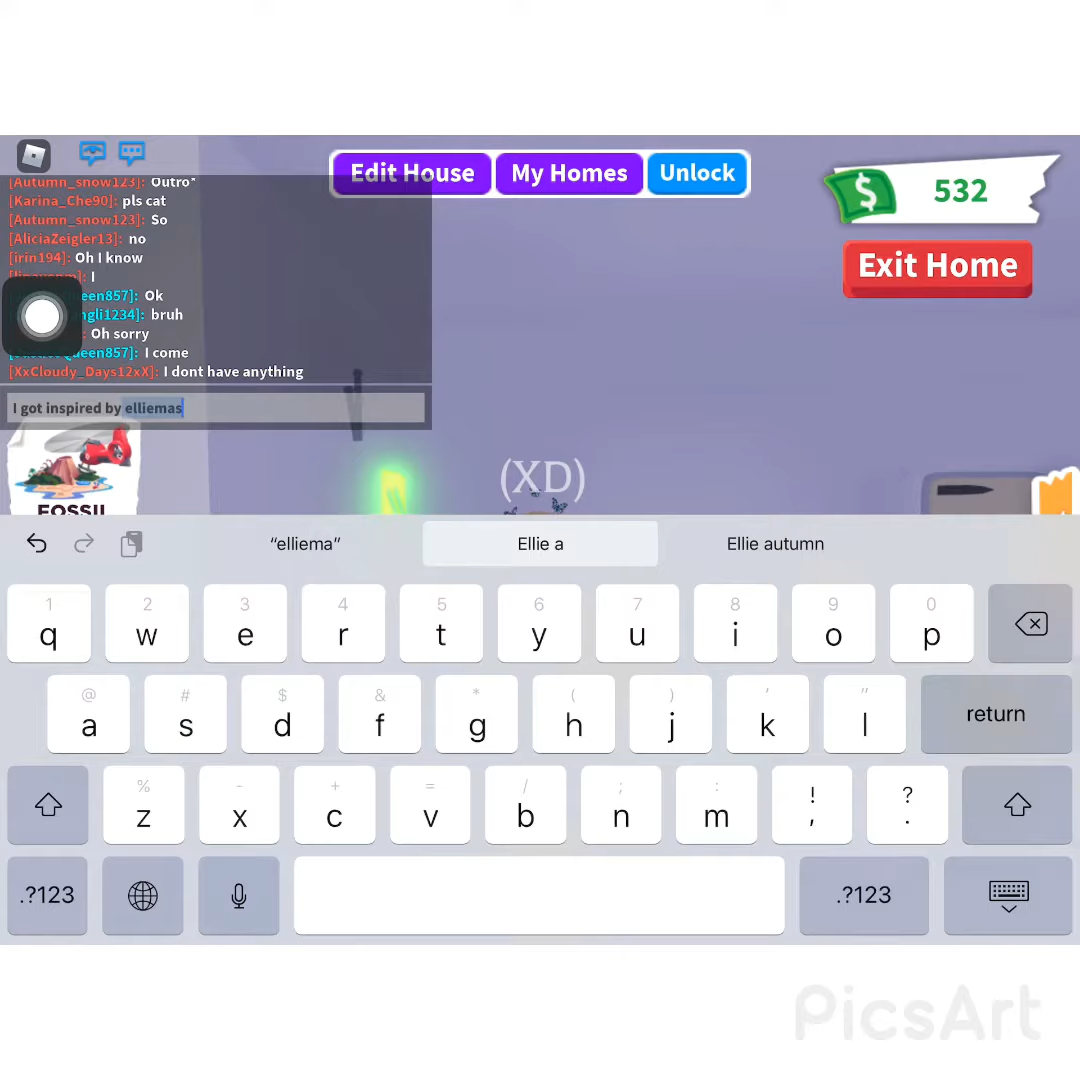 [Autumn_snow123]: Outro*
[Karina_Che90]: pls cat
[Autumn_snow123]: So
[AliciaZeigler13]: no
[irin194]: Oh I know
I
een857]: Ok
ngli1234]: bruh
Oh sorry
ueen857]: I come
[XxCloudy_Days12xX]: I dont have anything
I got inspired by elliemas
Edit House
My Homes
Unlock
$ 532
Exit Home
FOSSIL
(XD)
“elliema”
Ellie a
Ellie autumn
1 2 3 4 5 6 7 8 9 0
q w e r t y u i o p
@ # $ & * ( ) ' "
a s d f g h j k l return
% - + = / ; : ! ?
z x c v b n m , .
.?123 .?123
PicsArt